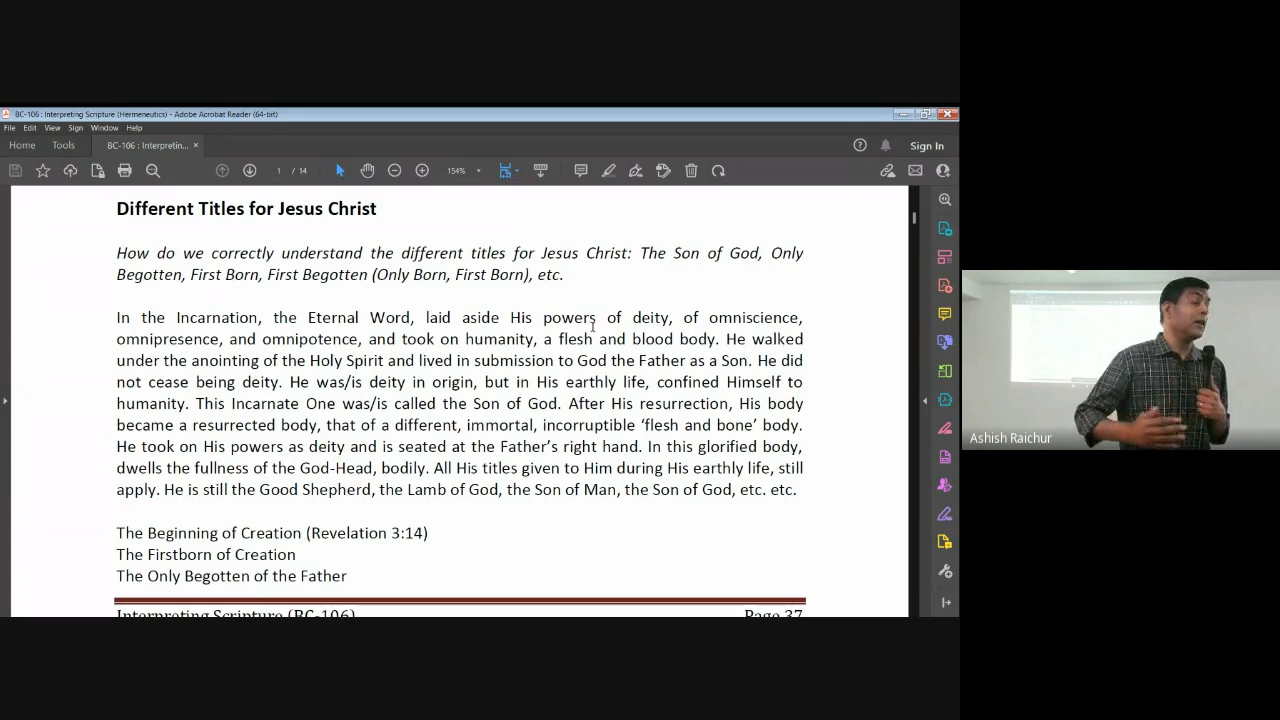 BC-106 : Interpreting Scripture (Hermeneutics) - Adobe Acrobat Reader (64-bit)
File Edit View Sign Window Help
Home Tools BC-106 : Interpretin... × Sign In
1 / 14 154%
Different Titles for Jesus Christ
How do we correctly understand the different titles for Jesus Christ: The Son of God, Only
Begotten, First Born, First Begotten (Only Born, First Born), etc.
In the Incarnation, the Eternal Word, laid aside His powers of deity, of omniscience,
omnipresence, and omnipotence, and took on humanity, a flesh and blood body. He walked
under the anointing of the Holy Spirit and lived in submission to God the Father as a Son. He did
not cease being deity. He was/is deity in origin, but in His earthly life, confined Himself to
humanity. This Incarnate One was/is called the Son of God. After His resurrection, His body
became a resurrected body, that of a different, immortal, incorruptible ‘flesh and bone’ body.
He took on His powers as deity and is seated at the Father’s right hand. In this glorified body,
dwells the fullness of the God-Head, bodily. All His titles given to Him during His earthly life, still
apply. He is still the Good Shepherd, the Lamb of God, the Son of Man, the Son of God, etc. etc.
The Beginning of Creation (Revelation 3:14)
The Firstborn of Creation
The Only Begotten of the Father
Interpreting Scripture (BC-106) Page 37
Ashish Raichur